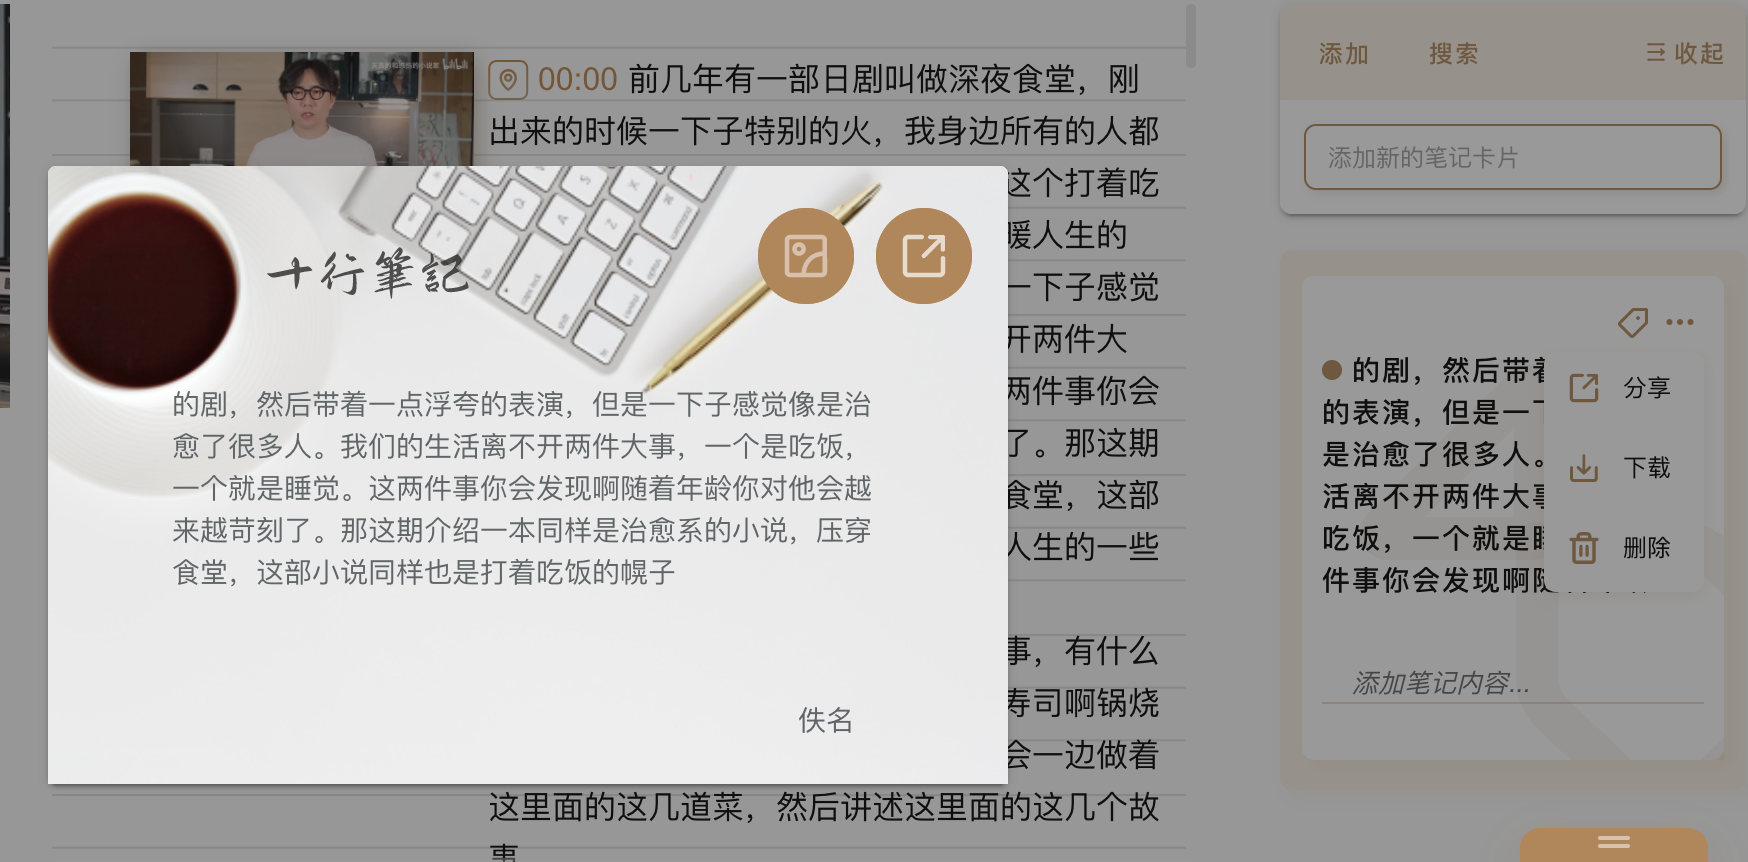 bilibili
00:00 前几年有一部日剧叫做深夜食堂，刚
出来的时候一下子特别的火，我身边所有的人都
这个打着吃
暖人生的
一下子感觉
开两件大
两件事你会
了。那这期
食堂，这部
人生的一些
事，有什么
寿司啊锅烧
会一边做着
这里面的这几道菜，然后讲述这里面的这几个故
事
十行筆記
的剧，然后带着一点浮夸的表演，但是一下子感觉像是治
愈了很多人。我们的生活离不开两件大事，一个是吃饭，
一个就是睡觉。这两件事你会发现啊随着年龄你对他会越
来越苛刻了。那这期介绍一本同样是治愈系的小说，压穿
食堂，这部小说同样也是打着吃饭的幌子
佚名
添加 搜索 收起
添加新的笔记卡片
的剧，然后带着
的表演，但是一下
是治愈了很多人。
活离不开两件大事
吃饭，一个就是睡
件事你会发现啊随
分享
下载
删除
添加笔记内容...